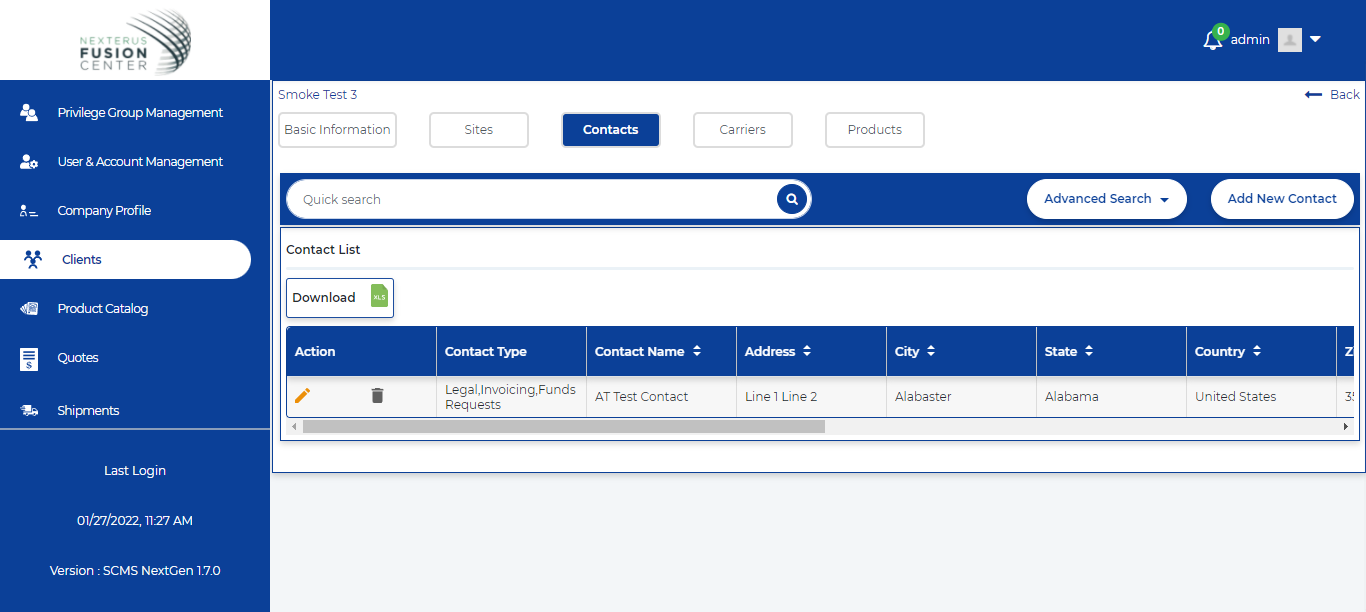 NEXTERUS
FUSION
CENTER
0
admin
Privilege Group Management
User & Account Management
Company Profile
Clients
Product Catalog
Quotes
Shipments
Last Login
01/27/2022, 11:27 AM
Version : SCMS NextGen 1.7.0
Smoke Test 3
Back
Basic Information
Sites
Contacts
Carriers
Products
Quick search
Advanced Search
Add New Contact
Contact List
Download
XLS
Action
Contact Type
Contact Name
Address
City
State
Country
Legal,Invoicing,Funds
Requests
AT Test Contact
Line 1 Line 2
Alabaster
Alabama
United States